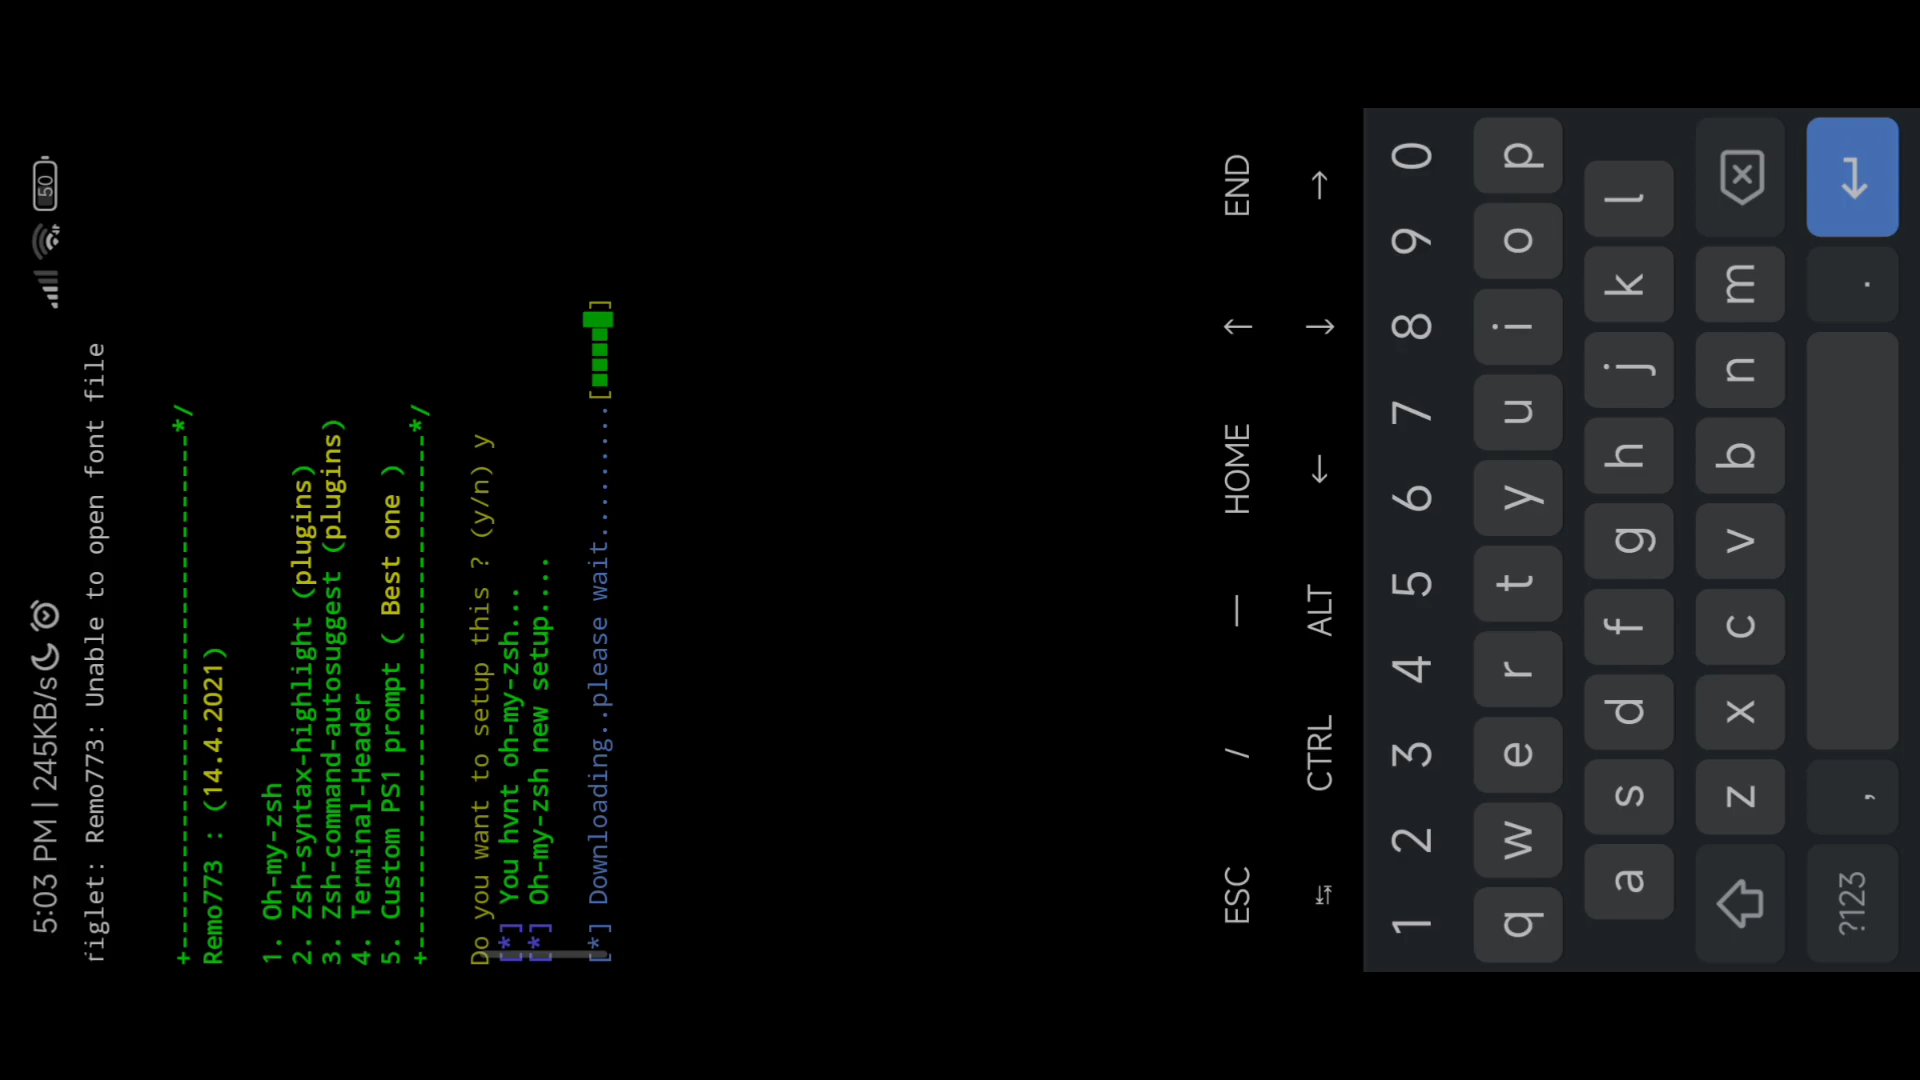 5:03 PM | 245KB/s
50
figlet: Remo773: Unable to open font file
+--------------------------------------*/
Remo773 : (14.4.2021)
1. Oh-my-zsh
2. Zsh-syntax-highlight (plugins)
3. Zsh-command-autosuggest (plugins)
4. Terminal-Header
5. Custom PS1 prompt ( Best one )
+--------------------------------------*/
Do you want to setup this ? (y/n) y
[*] You hvnt oh-my-zsh...
[*] Oh-my-zsh new setup....
[*] Downloading..please wait.........[■■■■■]
ESC / — HOME ↑ END
↹ CTRL ALT ← ↓ →
1 2 3 4 5 6 7 8 9 0
q w e r t y u i o p
a s d f g h j k l
z x c v b n m
?123 , .